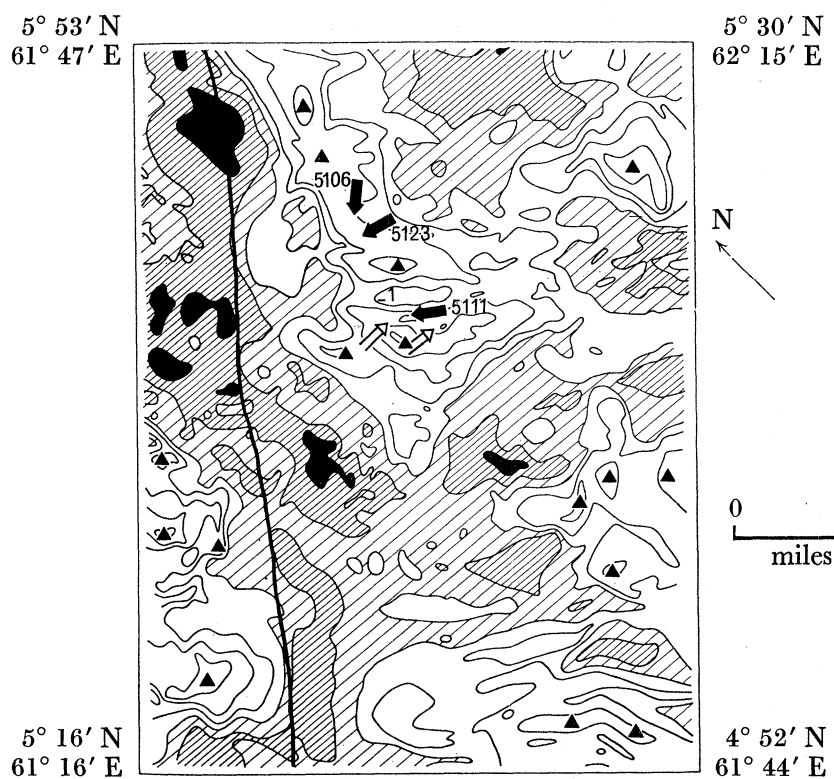 5° 53′ N
61° 47′ E
5° 30′ N
62° 15′ E
5106
5123
N
1
5111
0
miles
5° 16′ N
61° 16′ E
4° 52′ N
61° 44′ E